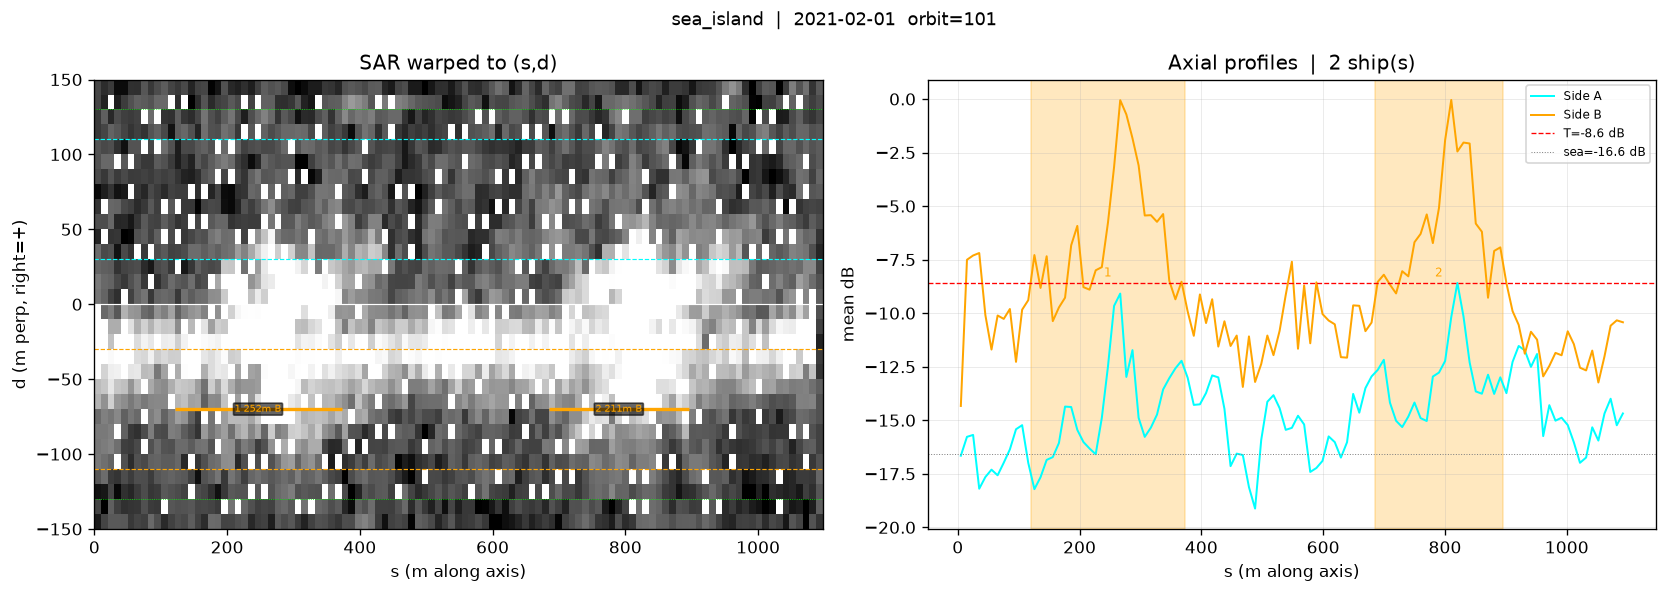 sea_island | 2021-02-01 orbit=101
SAR warped to (s,d)
150
100
50
0
−50
−100
−150
d (m perp, right=+)
1 252m B
2 211m B
0
200
400
600
800
1000
s (m along axis)
Axial profiles | 2 ship(s)
0.0
−2.5
−5.0
−7.5
−10.0
−12.5
−15.0
−17.5
−20.0
mean dB
1
2
Side A
Side B
T=-8.6 dB
sea=-16.6 dB
0
200
400
600
800
1000
s (m along axis)